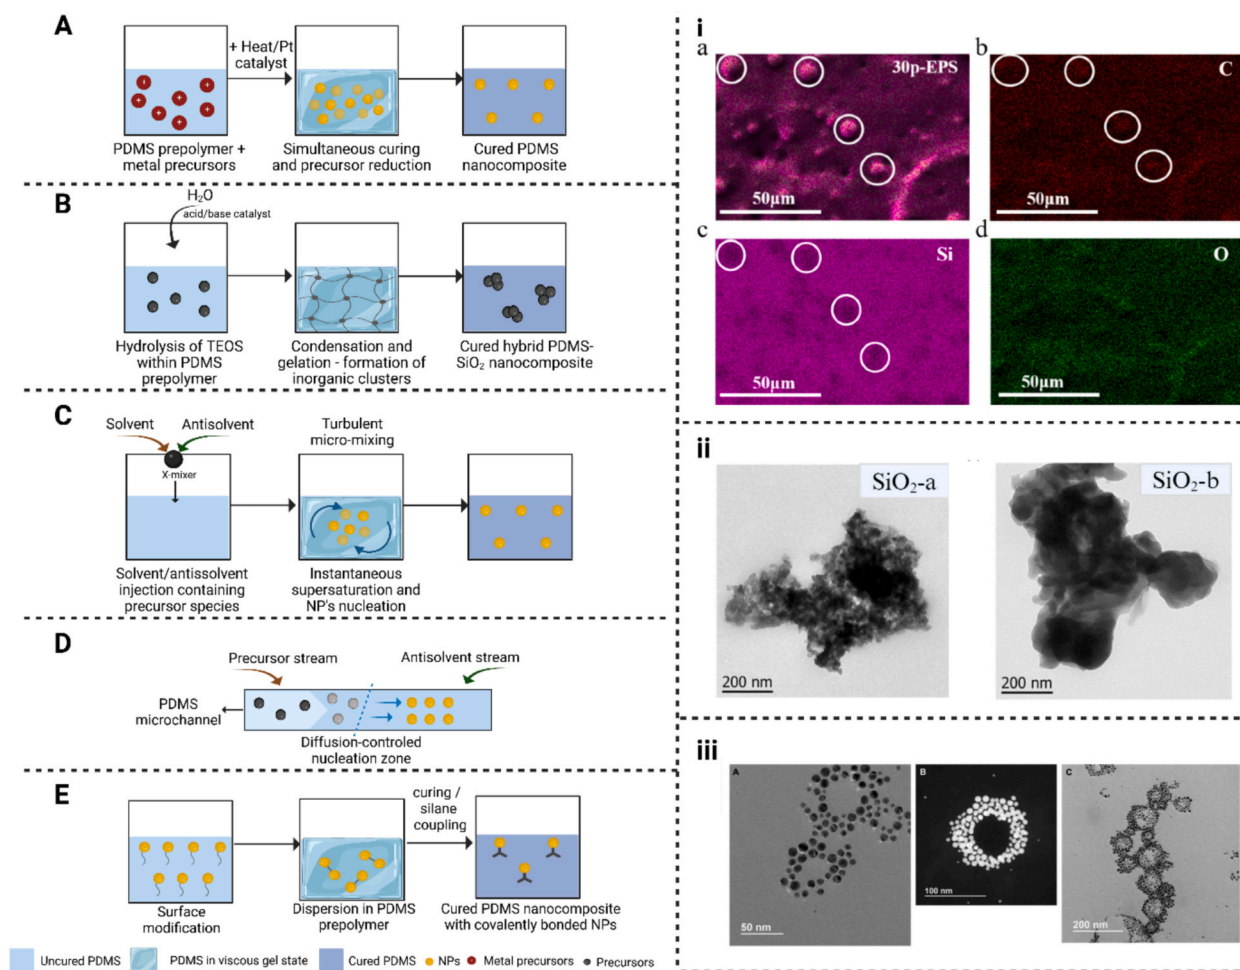 A
+ Heat/Pt
catalyst
PDMS prepolymer +
metal precursors
Simultaneous curing
and precursor reduction
Cured PDMS
nanocomposite
B
H₂O
acid/base catalyst
Hydrolysis of TEOS
within PDMS
prepolymer
Condensation and
gelation - formation of
inorganic clusters
Cured hybrid PDMS-
SiO₂ nanocomposite
C
Solvent
Antisolvent
X-mixer
Turbulent
micro-mixing
Solvent/antissolvent
injection containing
precursor species
Instantaneous
supersaturation and
NP's nucleation
D
Precursor stream
Antisolvent stream
PDMS
microchannel
Diffusion-controled
nucleation zone
E
curing /
silane
coupling
Surface
modification
Dispersion in PDMS
prepolymer
Cured PDMS nanocomposite
with covalently bonded NPs
Uncured PDMS
PDMS in viscous gel state
Cured PDMS
NPs
Metal precursors
Precursors
i
a
30p-EPS
50μm
b
C
50μm
c
Si
50μm
d
O
50μm
ii
SiO₂-a
200 nm
SiO₂-b
200 nm
iii
A
50 nm
B
100 nm
C
200 nm